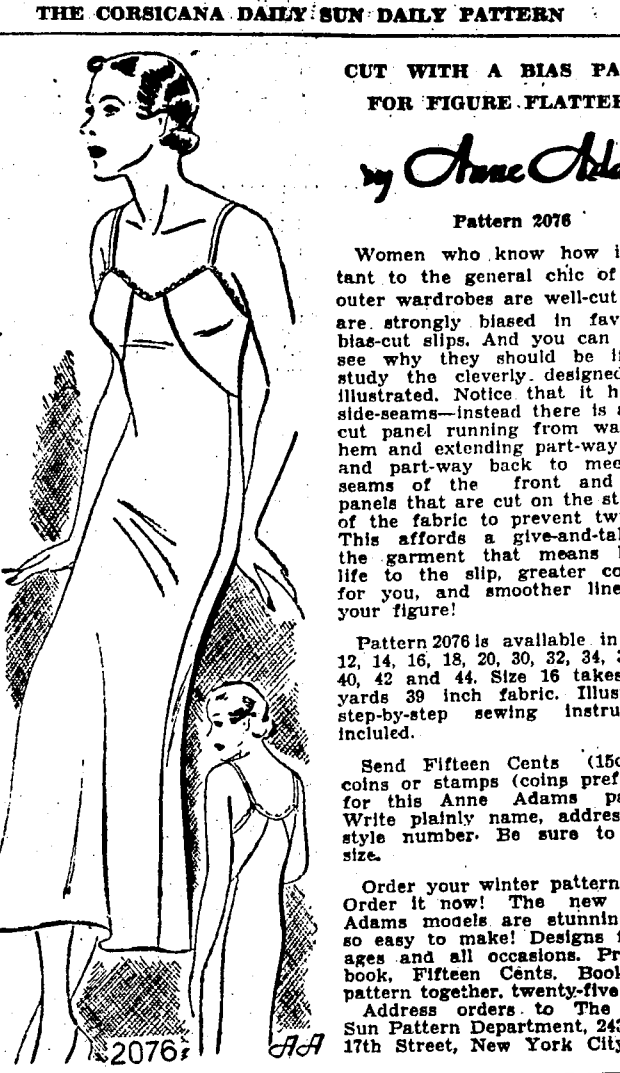 THE CORSICANA DAILY SUN DAILY PATTERN
CUT WITH A BIAS PA
FOR FIGURE FLATTE
by Anne Ada
Pattern 2076
Women who know how i
tant to the general chic of
outer wardrobes are well-cut
are strongly biased in fav
bias-cut slips. And you can
see why they should be i
study the cleverly designed
illustrated. Notice that it h
side-seams—instead there is a
cut panel running from wa
hem and extending part-way
and part-way back to mee
seams of the front and
panels that are cut on the st
of the fabric to prevent tw
This affords a give-and-tak
the garment that means
life to the slip, greater co
for you, and smoother line
your figure!
Pattern 2076 is available in
12, 14, 16, 18, 20, 30, 32, 34, 3
40, 42 and 44. Size 16 takes
yards 39 inch fabric. Illus
step-by-step sewing instru
incluled.
Send Fifteen Cents (15c
coins or stamps (coins pref
for this Anne Adams pa
Write plainly name, addres
style number. Be sure to
size.
Order your winter pattern
Order it now! The new
Adams models are stunnin
so easy to make! Designs f
ages and all occasions. Pr
book, Fifteen Cents. Book
pattern together, twenty-five
Address orders to The
Sun Pattern Department, 243
17th Street, New York City
2076
AA